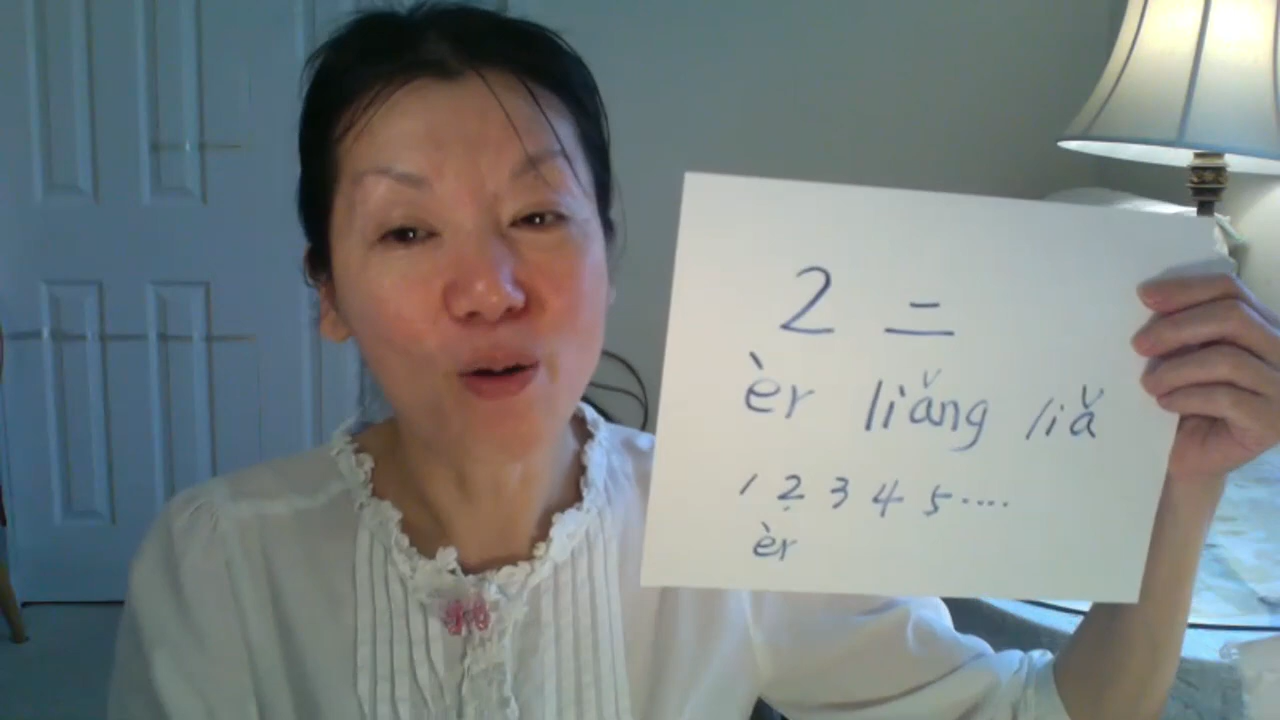 2 二
èr liǎng liǎ
1 2 3 4 5....
èr